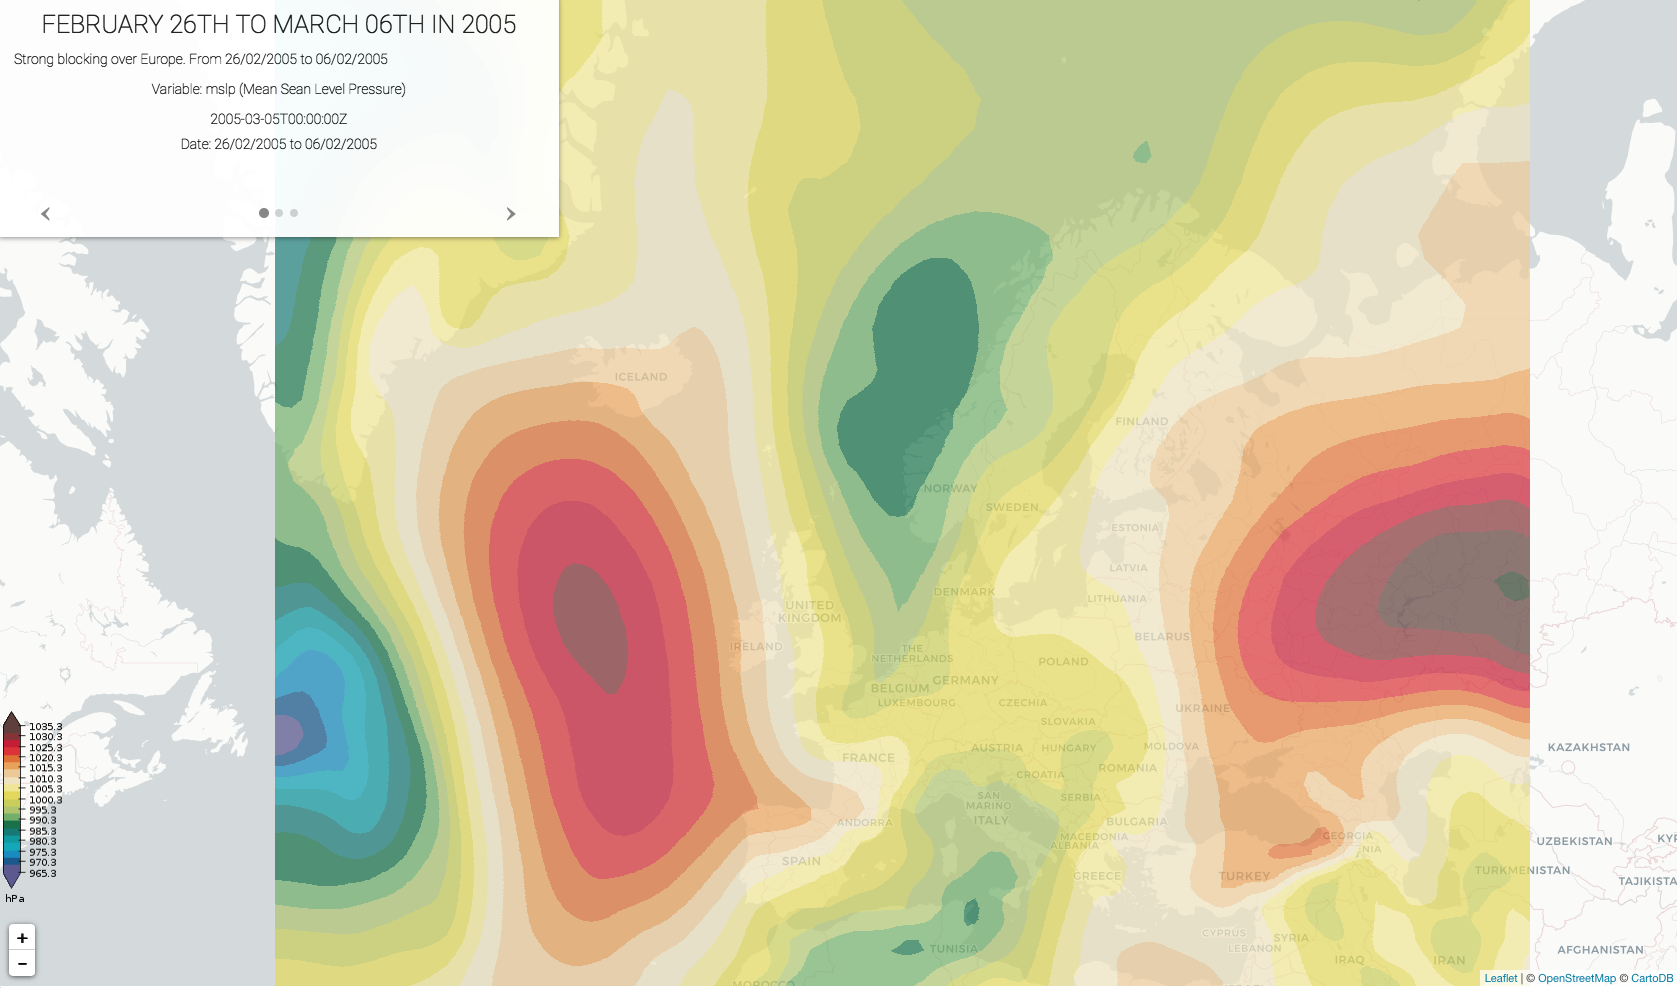 FEBRUARY 26TH TO MARCH 06TH IN 2005
Strong blocking over Europe. From 26/02/2005 to 06/02/2005
Variable: mslp (Mean Sean Level Pressure)
2005-03-05T00:00:00Z
Date: 26/02/2005 to 06/02/2005
ICELAND
FINLAND
NORWAY
SWEDEN
ESTONIA
LATVIA
DENMARK
LITHUANIA
UNITED
KINGDOM
BELARUS
IRELAND
THE
NETHERLANDS
POLAND
GERMANY
BELGIUM
LUXEMBOURG
CZECHIA
UKRAINE
SLOVAKIA
AUSTRIA
HUNGARY
MOLDOVA
KAZAKHSTAN
FRANCE
ROMANIA
CROATIA
SAN
MARINO
SERBIA
ITALY
ANDORRA
BULGARIA
MACEDONIA
ALBANIA
GEORGIA
NIA
UZBEKISTAN
KYR
SPAIN
GREECE
TURKEY
TURKMENISTAN
TAJIKISTA
CYPRUS
SYRIA
LEBANON
TUNISIA
IRAQ
IRAN
AFGHANISTAN
MOROCCO
1035.3
1030.3
1025.3
1020.3
1015.3
1010.3
1005.3
1000.3
995.3
990.3
985.3
980.3
975.3
970.3
965.3
hPa
+
−
Leaflet | © OpenStreetMap © CartoDB